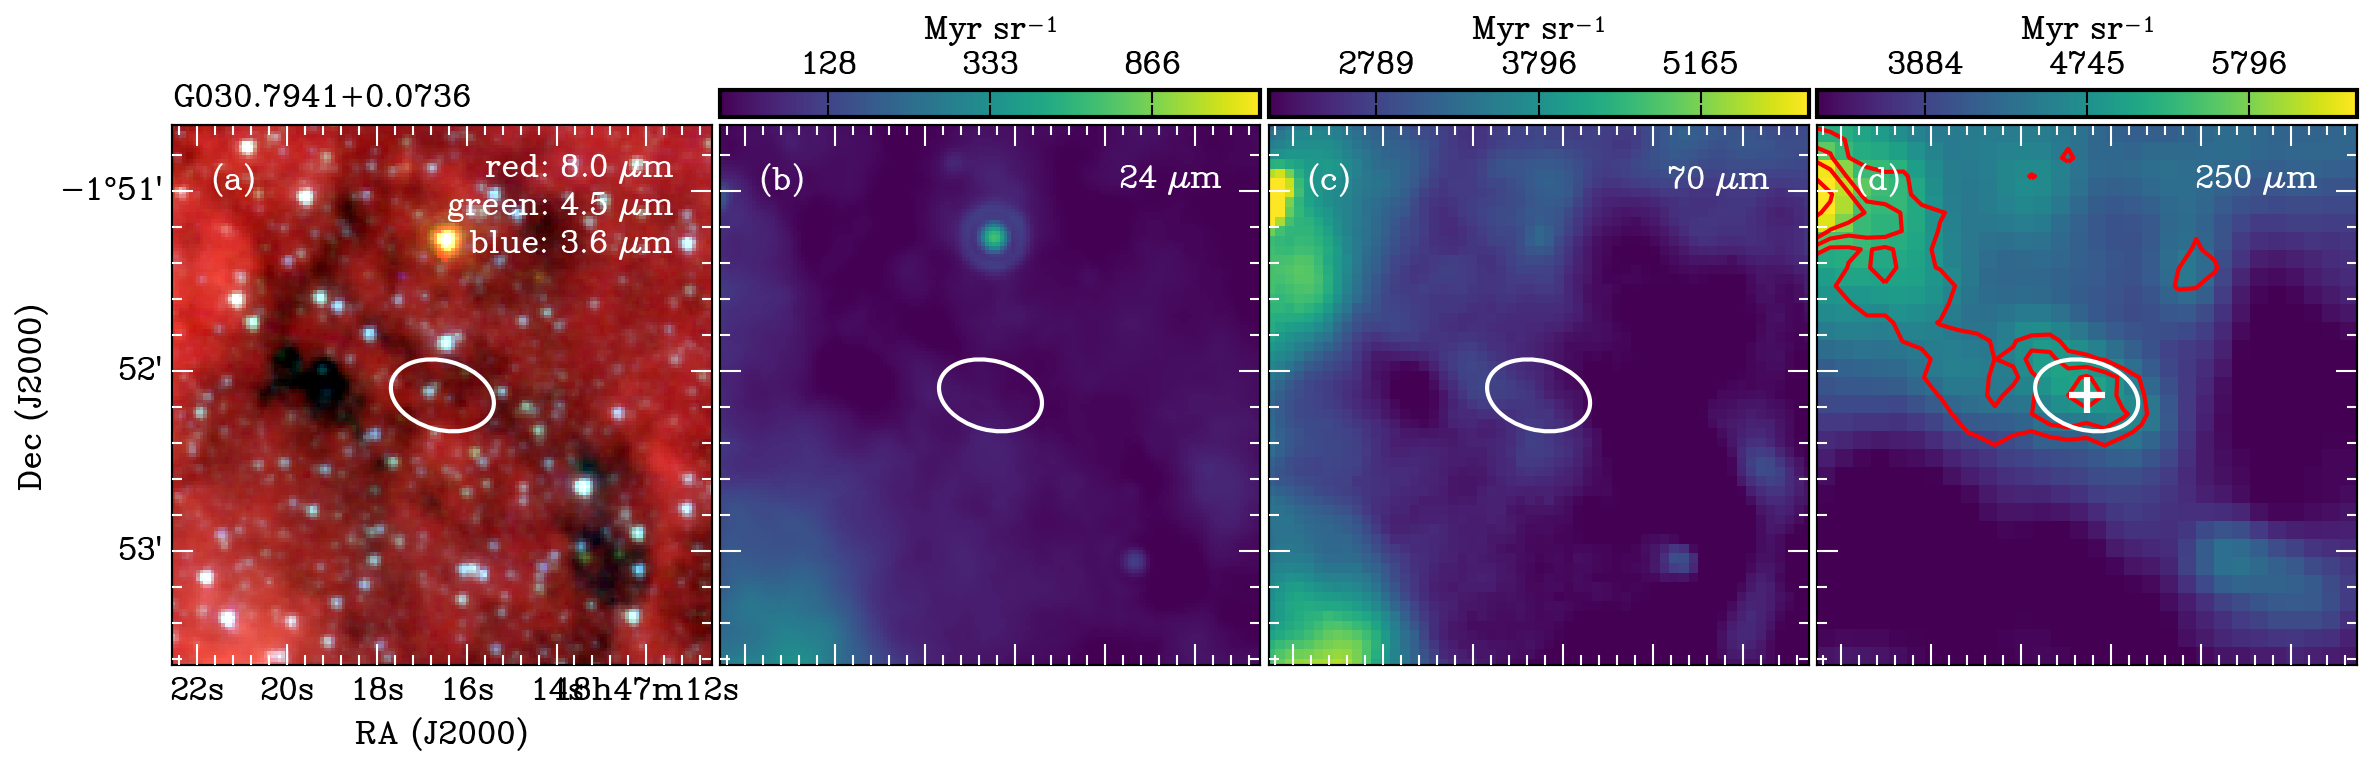 G030.7941+0.0736
(a)
red: 8.0 μm
green: 4.5 μm
blue: 3.6 μm
−1°51'
52'
53'
Dec (J2000)
22s 20s 18s 16s 14s 18h47m12s
RA (J2000)
Myr sr⁻¹
128 333 866
(b) 24 μm
Myr sr⁻¹
2789 3796 5165
(c) 70 μm
Myr sr⁻¹
3884 4745 5796
(d) 250 μm